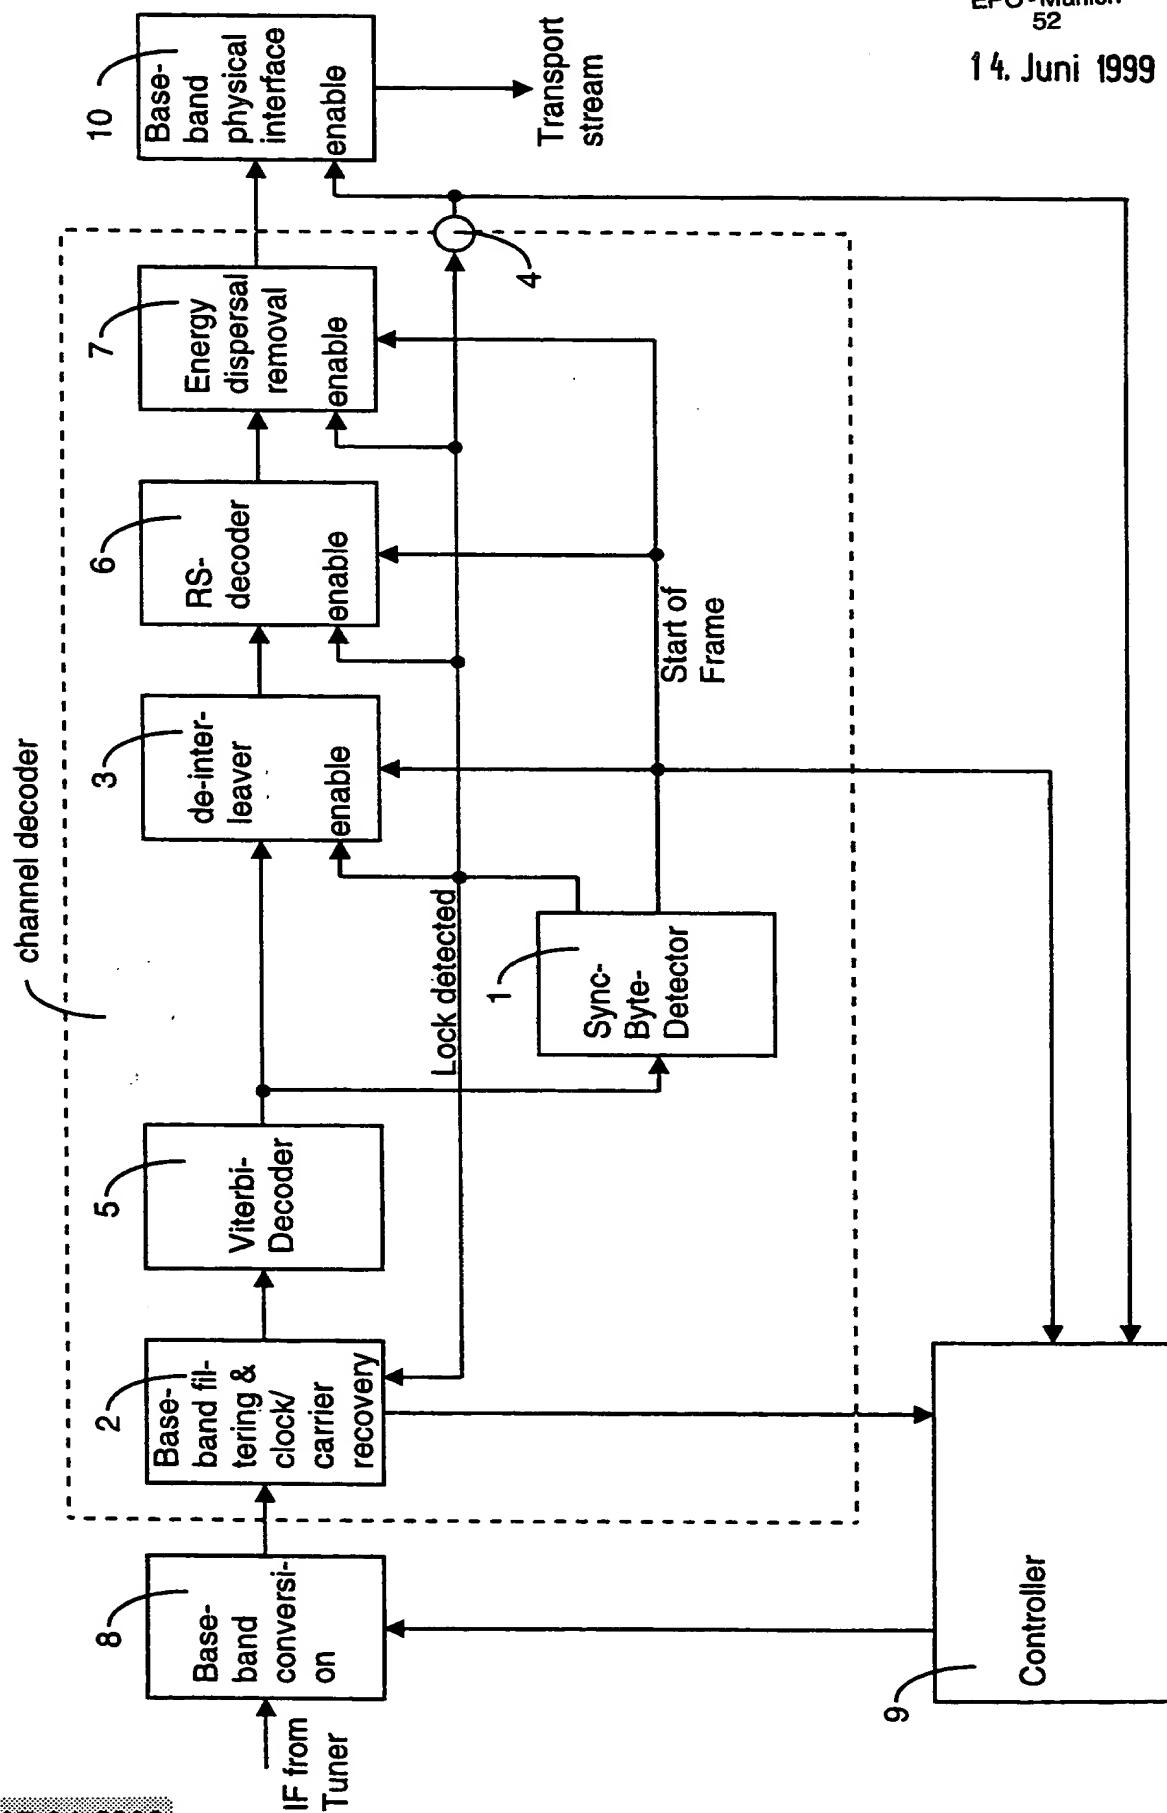 52
14. Juni 1999
channel decoder
IF from
Tuner
8
Base-
band
conversi-
on
2
Base-
band fil-
tering &
clock/
carrier
recovery
5
Viterbi-
Decoder
3
de-inter-
leaver
enable
6
RS-
decoder
enable
7
Energy
dispersal
removal
enable
10
Base-
band
physical
interface
enable
Transport
stream
4
Lock detected
1
Sync-
Byte-
Detector
Start of
Frame
9
Controller